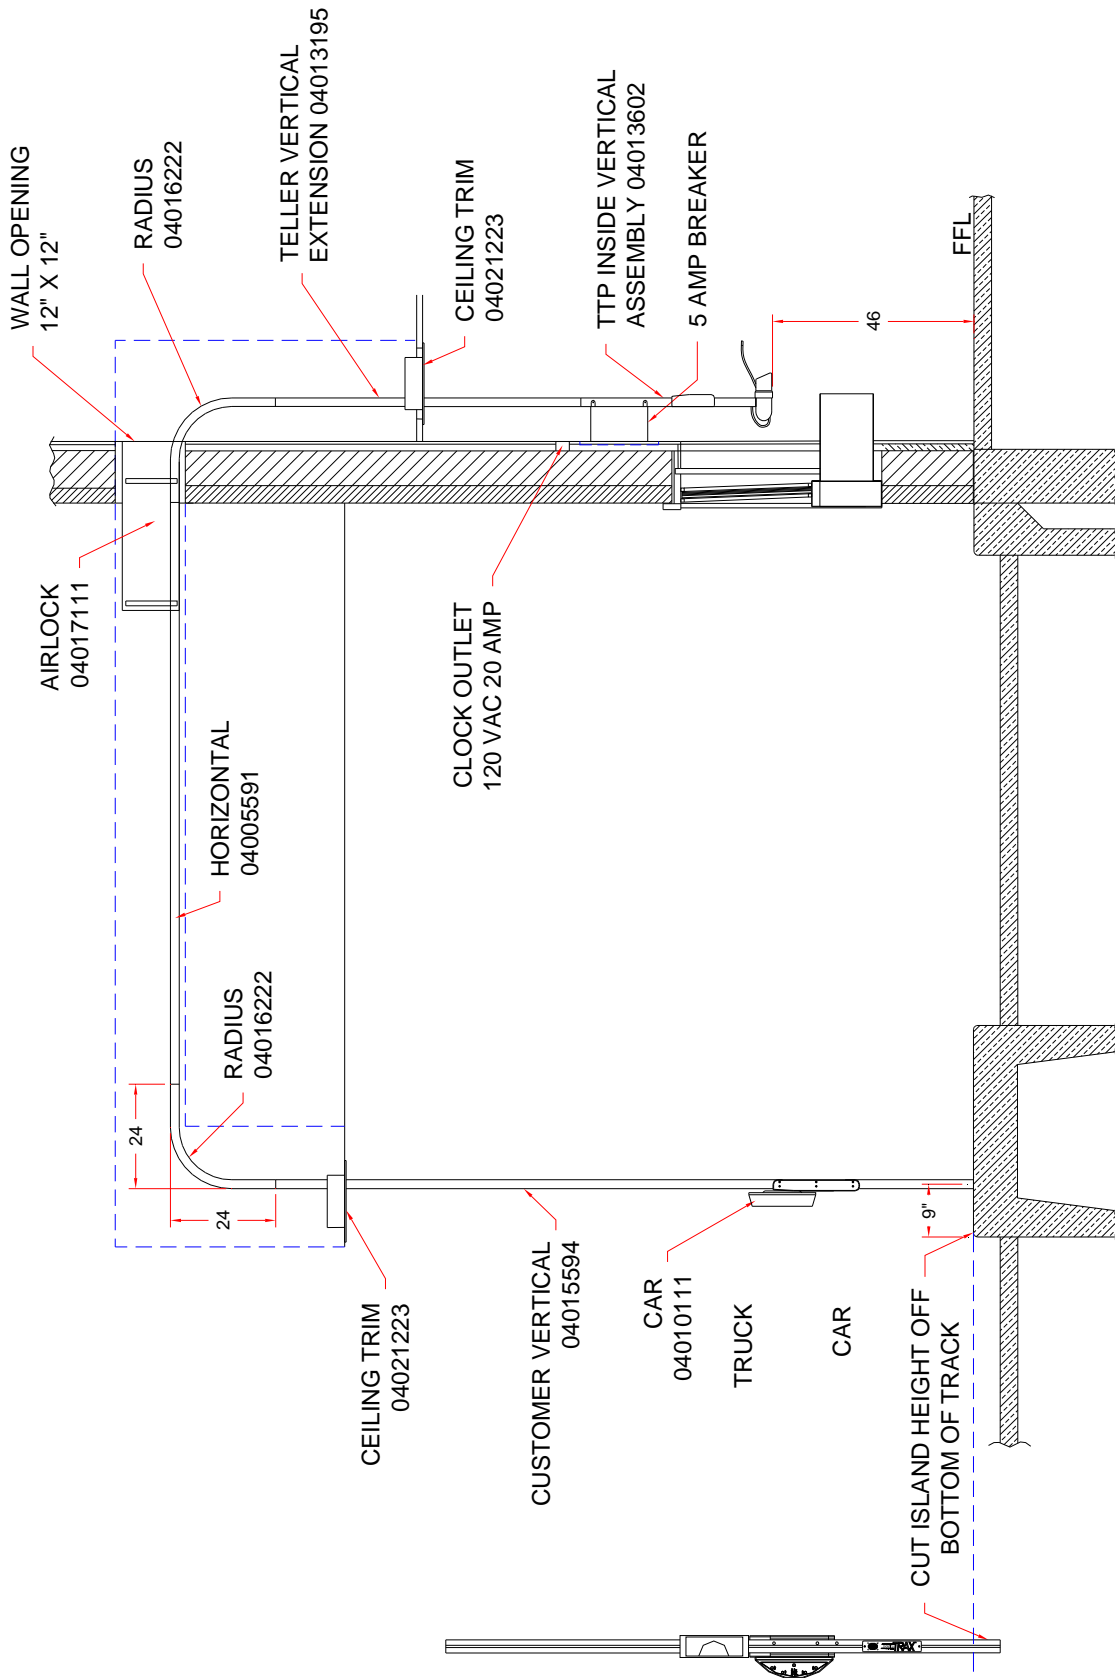 WALL OPENING
12" X 12"
RADIUS
04016222
TELLER VERTICAL
EXTENSION 04013195
CEILING TRIM
04021223
TTP INSIDE VERTICAL
ASSEMBLY 04013602
5 AMP BREAKER
FFL
46
AIRLOCK
04017111
HORIZONTAL
04005591
CLOCK OUTLET
120 VAC 20 AMP
RADIUS
04016222
24
24
9"
CEILING TRIM
04021223
CUSTOMER VERTICAL
04015594
CAR
04010111
TRUCK
CAR
CUT ISLAND HEIGHT OFF
BOTTOM OF TRACK
TRAX